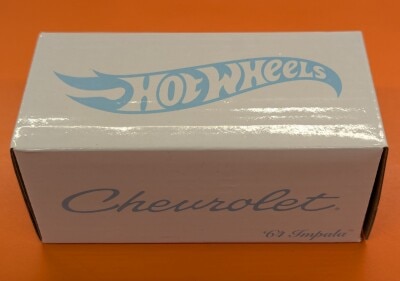 HOT WHEELS
Chevrolet.
'64 Impala